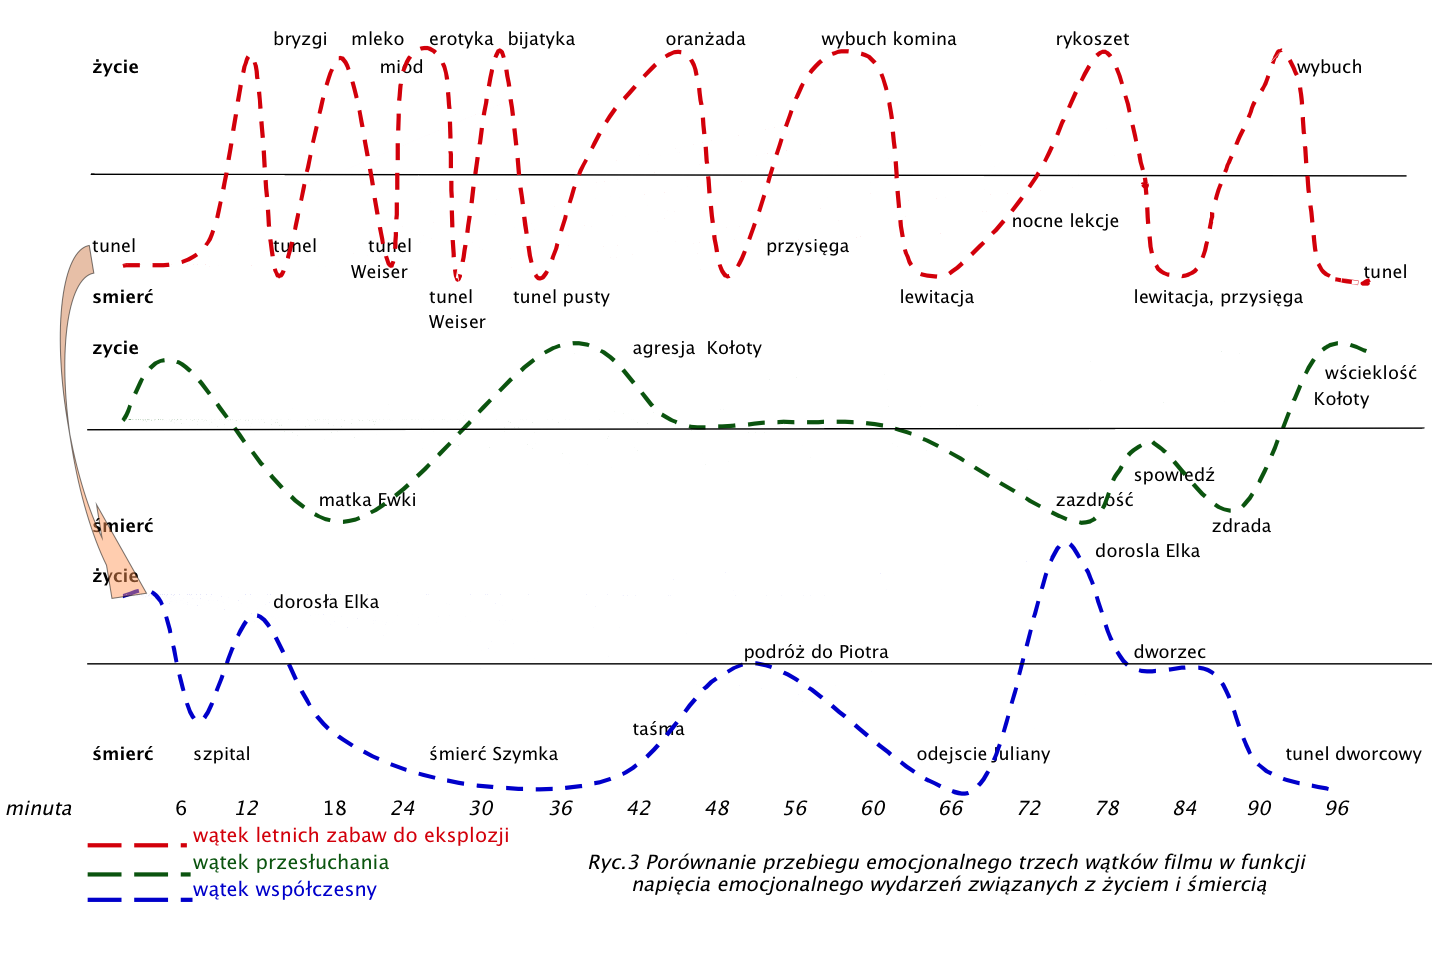 bryzgi mleko erotyka bijatyka oranżada wybuch komina rykoszet
życie miód wybuch
nocne lekcje
tunel tunel tunel przysięga
Weiser tunel
smierć tunel tunel pusty lewitacja lewitacja, przysięga
Weiser
zycie agresja Kołoty
wścieklość
Kołoty
spowiedź
matka Ewki zazdrość
śmierć zdrada
dorosla Elka
życie
dorosła Elka
podróż do Piotra dworzec
taśma
śmierć szpital śmierć Szymka odejscie Juliany tunel dworcowy
minuta 6 12 18 24 30 36 42 48 56 60 66 72 78 84 90 96
wątek letnich zabaw do eksplozji
wątek przesłuchania
wątek współczesny
Ryc.3 Porównanie przebiegu emocjonalnego trzech wątków filmu w funkcji
napięcia emocjonalnego wydarzeń związanych z życiem i śmiercią